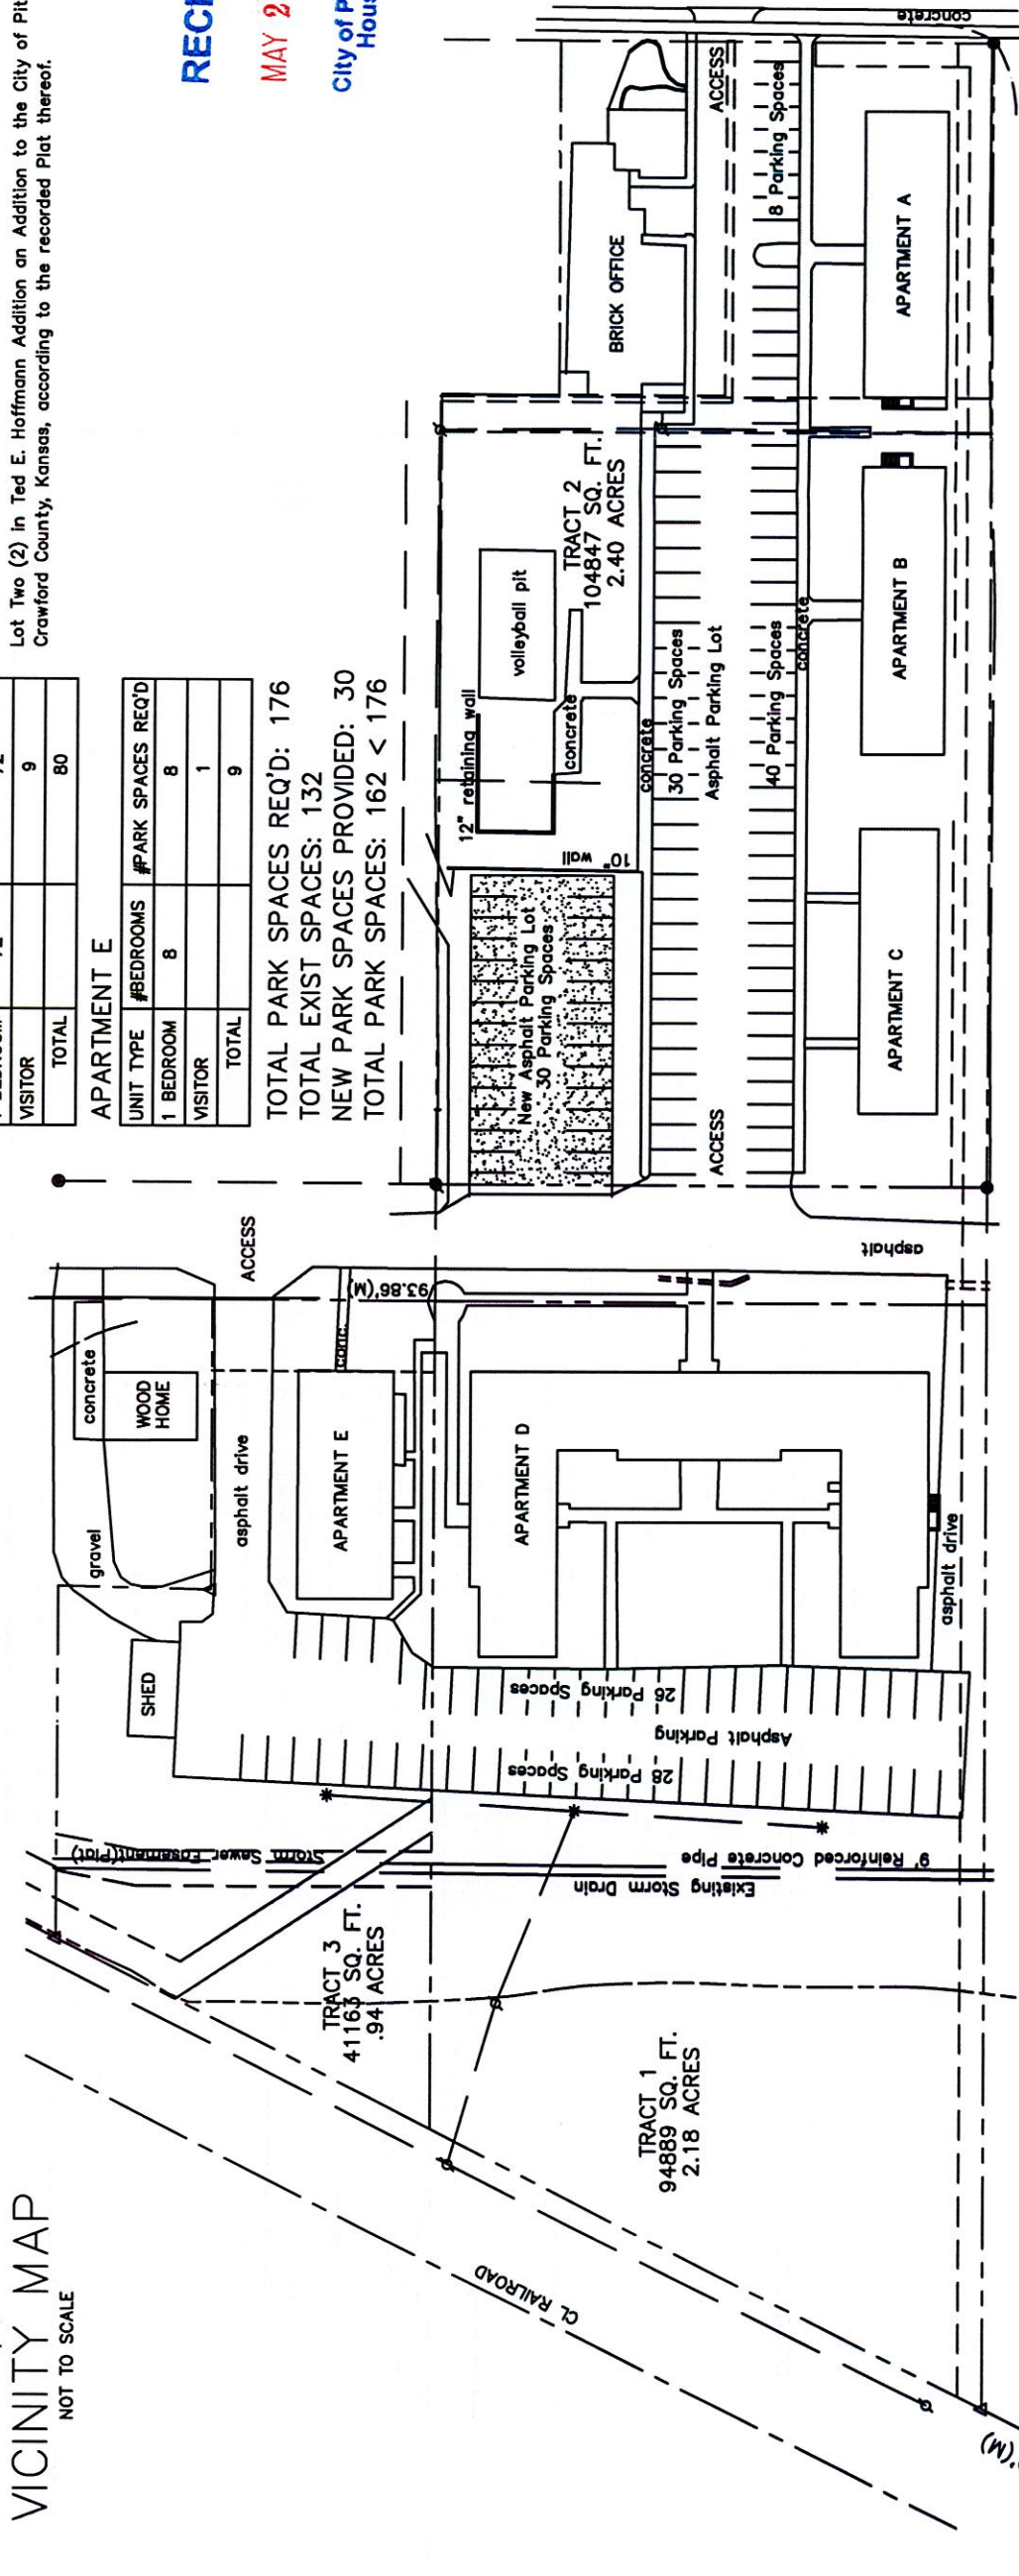 VICINITY MAP
NOT TO SCALE
VISITOR 9
TOTAL 80
APARTMENT E
UNIT TYPE #BEDROOMS #PARK SPACES REQ'D
1 BEDROOM 8 8
VISITOR 1
TOTAL 9
TOTAL PARK SPACES REQ'D: 176
TOTAL EXIST SPACES: 132
NEW PARK SPACES PROVIDED: 30
TOTAL PARK SPACES: 162 < 176
Lot Two (2) in Ted E. Hoffmann Addition an Addition to the City of Pit
Crawford County, Kansas, according to the recorded Plat thereof.
RECE
MAY 2
City of P
Hous
concrete
WOOD
HOME
gravel
SHED
asphalt drive
ACCESS
conc.
93.86'(M)
APARTMENT E
APARTMENT D
asphalt drive
26 Parking Spaces
Asphalt Parking
28 Parking Spaces
Storm Sewer Easement(Plat)
9' Reinforced Concrete Pipe
Existing Storm Drain
TRACT 3
41163 SQ. FT.
.94 ACRES
TRACT 1
94889 SQ. FT.
2.18 ACRES
CL RAILROAD
'(M)
asphalt
New Asphalt Parking Lot
30 Parking Spaces
10" wall
12" retaining wall
volleyball pit
concrete
TRACT 2
104847 SQ. FT.
2.40 ACRES
concrete
30 Parking Spaces
Asphalt Parking Lot
40 Parking Spaces
concrete
ACCESS
BRICK OFFICE
ACCESS
8 Parking Spaces
concrete
APARTMENT C
APARTMENT B
APARTMENT A